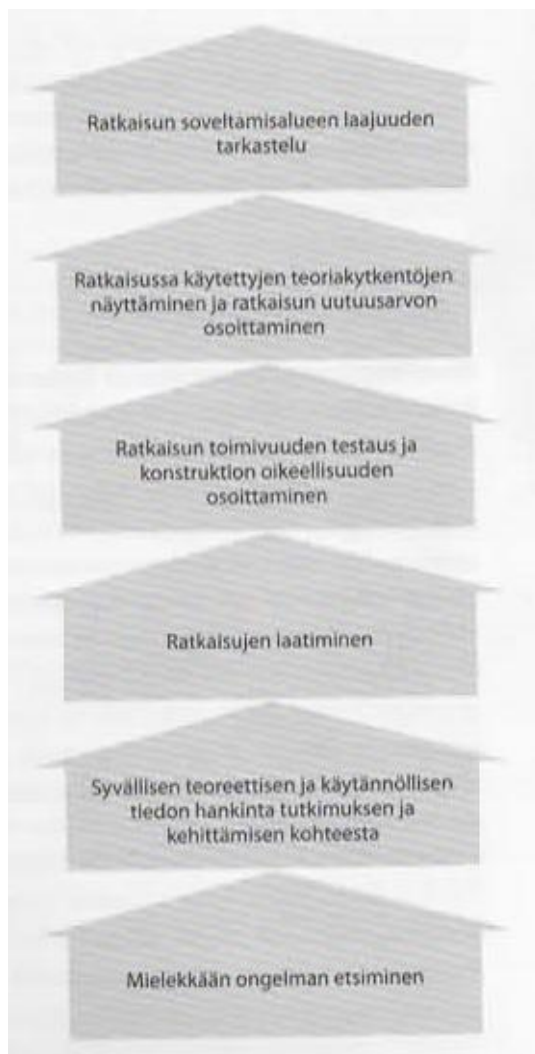 Ratkaisun soveltamisalueen laajuuden
tarkastelu
Ratkaisussa käytettyjen teoriakytkentöjen
näyttäminen ja ratkaisun uutuusarvon
osoittaminen
Ratkaisun toimivuuden testaus ja
konstruktion oikeellisuuden
osoittaminen
Ratkaisujen laatiminen
Syvällisen teoreettisen ja käytännöllisen
tiedon hankinta tutkimuksen ja
kehittämisen kohteesta
Mielekkään ongelman etsiminen